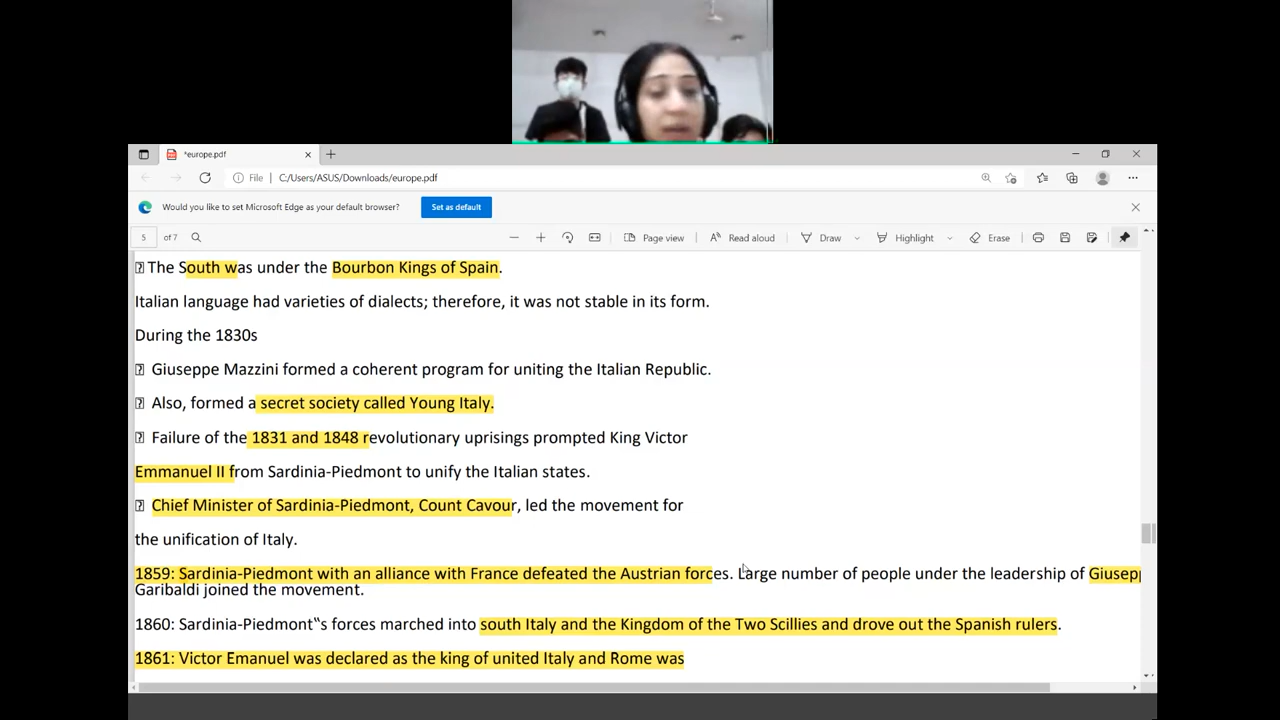 *europe.pdf
File C:/Users/ASUS/Downloads/europe.pdf
Would you like to set Microsoft Edge as your default browser? Set as default
5 of 7 Page view Read aloud Draw Highlight Erase
The South was under the Bourbon Kings of Spain.
Italian language had varieties of dialects; therefore, it was not stable in its form.
During the 1830s
Giuseppe Mazzini formed a coherent program for uniting the Italian Republic.
Also, formed a secret society called Young Italy.
Failure of the 1831 and 1848 revolutionary uprisings prompted King Victor
Emmanuel II from Sardinia-Piedmont to unify the Italian states.
Chief Minister of Sardinia-Piedmont, Count Cavour, led the movement for
the unification of Italy.
1859: Sardinia-Piedmont with an alliance with France defeated the Austrian forces. Large number of people under the leadership of Giusepp
Garibaldi joined the movement.
1860: Sardinia-Piedmont‟s forces marched into south Italy and the Kingdom of the Two Scillies and drove out the Spanish rulers.
1861: Victor Emanuel was declared as the king of united Italy and Rome was